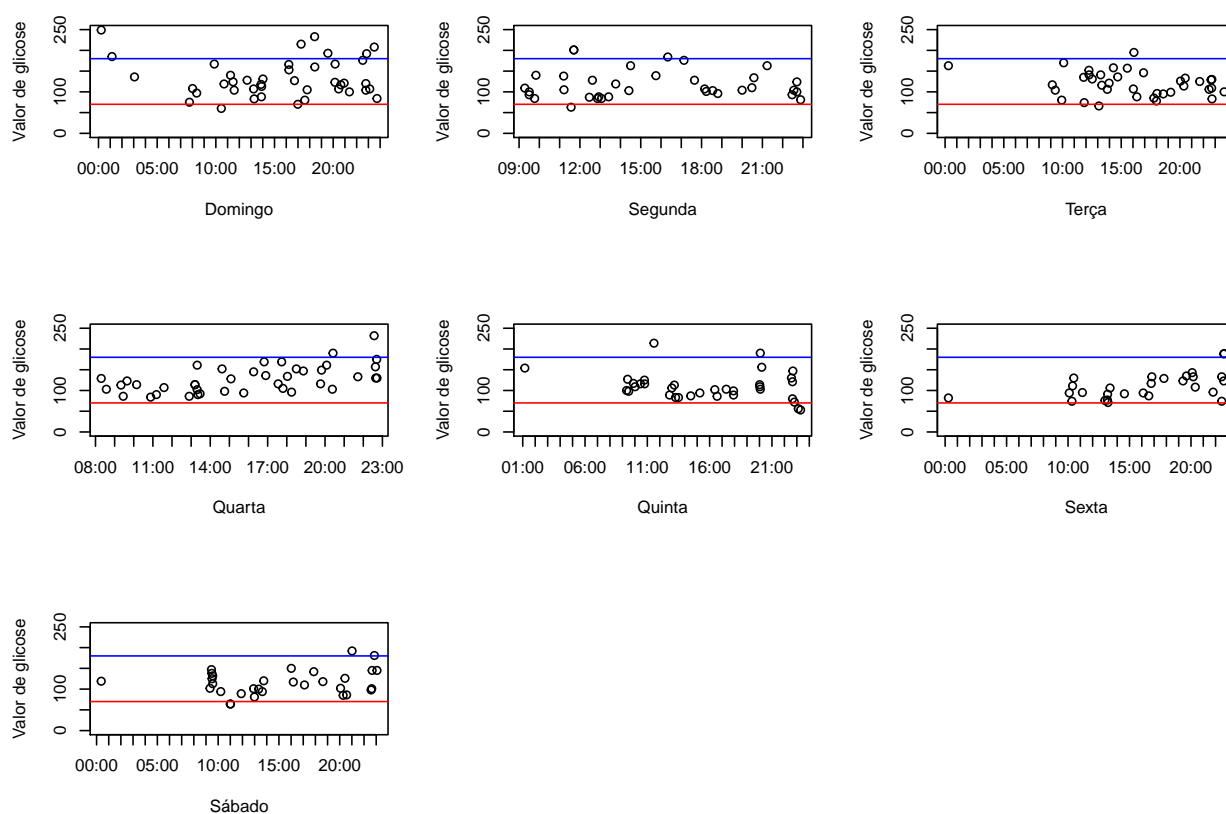 Valor de glicose
250
100
0
00:00 05:00 10:00 15:00 20:00
Domingo
Valor de glicose
250
100
0
09:00 12:00 15:00 18:00 21:00
Segunda
Valor de glicose
250
100
0
00:00 05:00 10:00 15:00 20:00
Terça
Valor de glicose
250
100
0
08:00 11:00 14:00 17:00 20:00 23:00
Quarta
Valor de glicose
250
100
0
01:00 06:00 11:00 16:00 21:00
Quinta
Valor de glicose
250
100
0
00:00 05:00 10:00 15:00 20:00
Sexta
Valor de glicose
250
100
0
00:00 05:00 10:00 15:00 20:00
Sábado